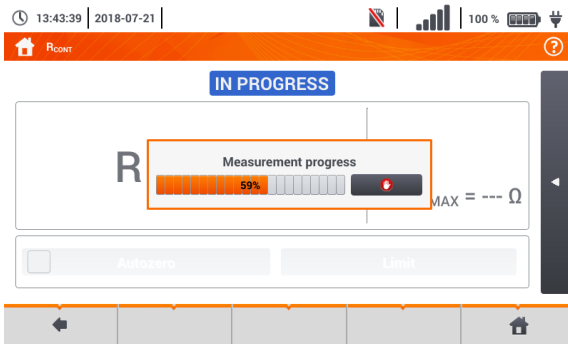 13:43:39 2018-07-21 100 %
RCONT
IN PROGRESS
Measurement progress
R 59%
MAX = --- Ω
Autozero Limit